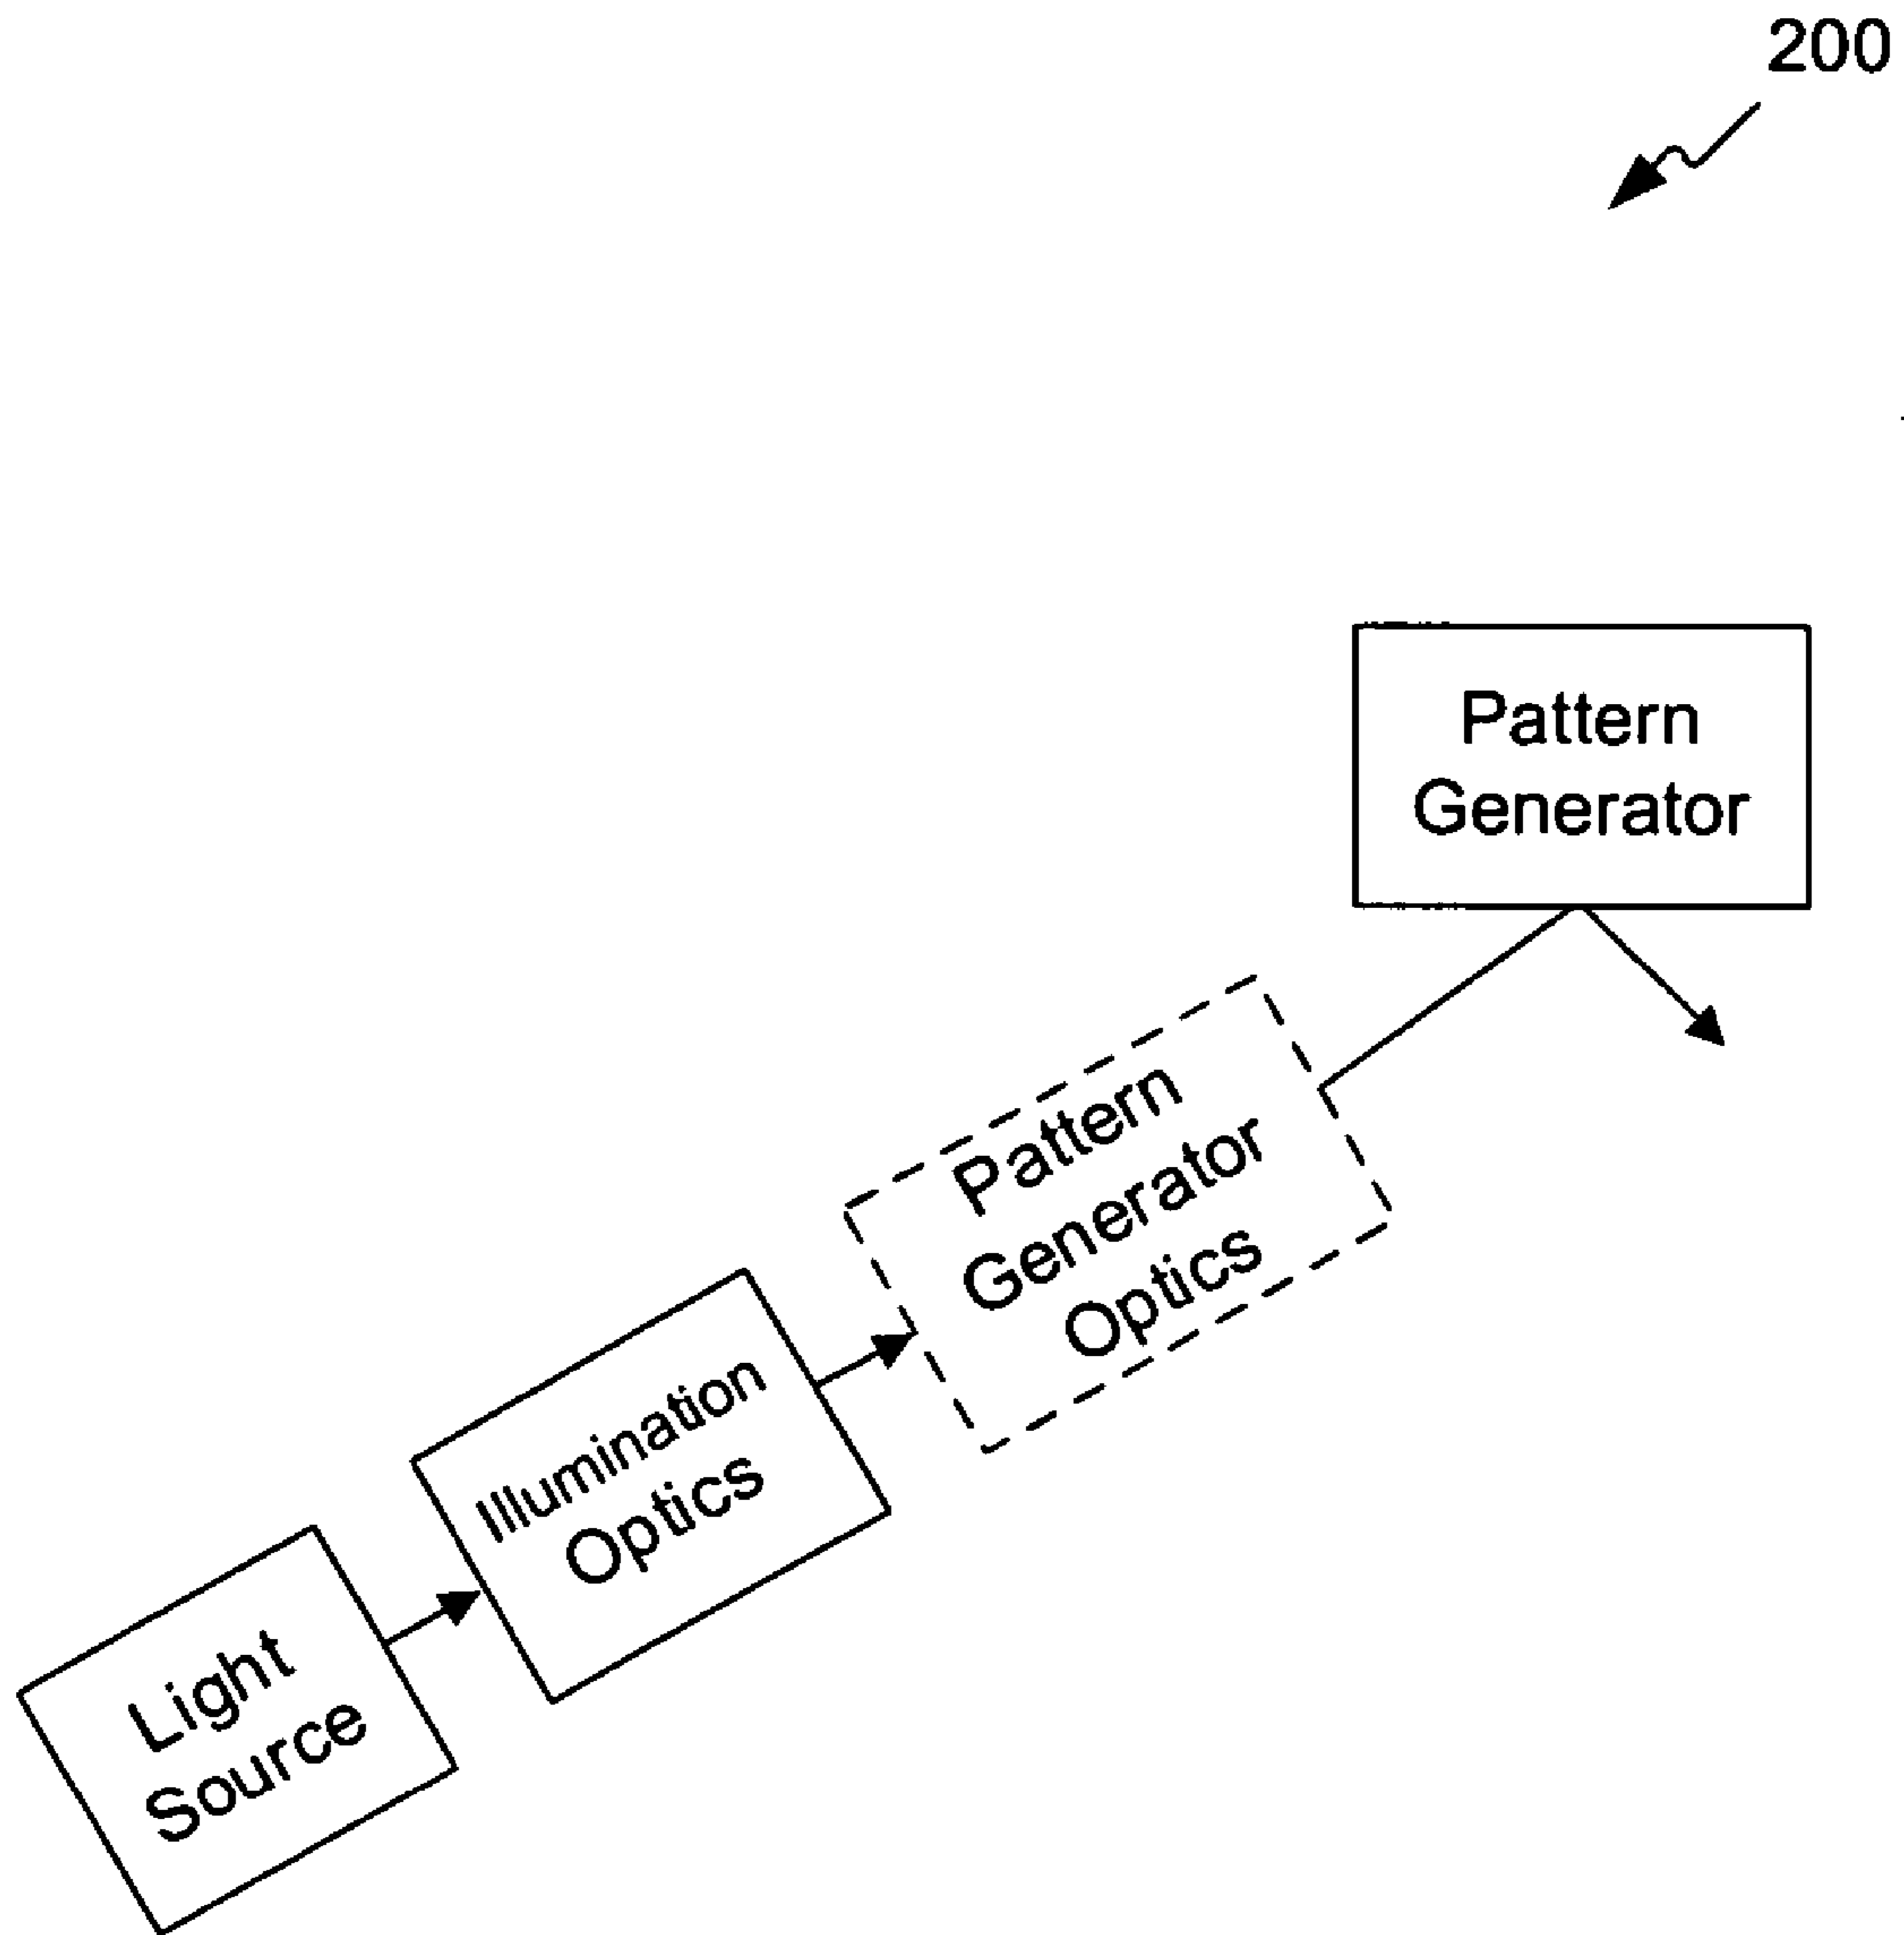 200
Pattern
Generator
Pattern
Generator
Optics
Illumination
Optics
Light
Source